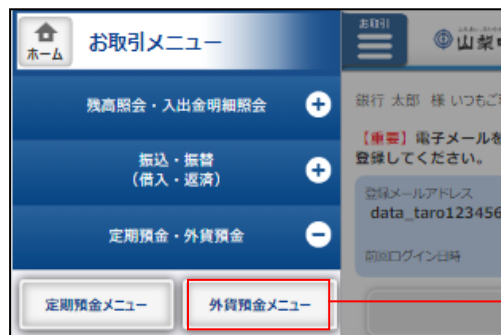 ホーム
お取引メニュー
残高照会・入出金明細照会
振込・振替
(借入・返済)
定期預金・外貨預金
定期預金メニュー
外貨預金メニュー
お取引
山梨
銀行 太郎 様 いつもご
【重要】電子メールを
登録してください。
登録メールアドレス
data_taro123456
前回ログイン日時